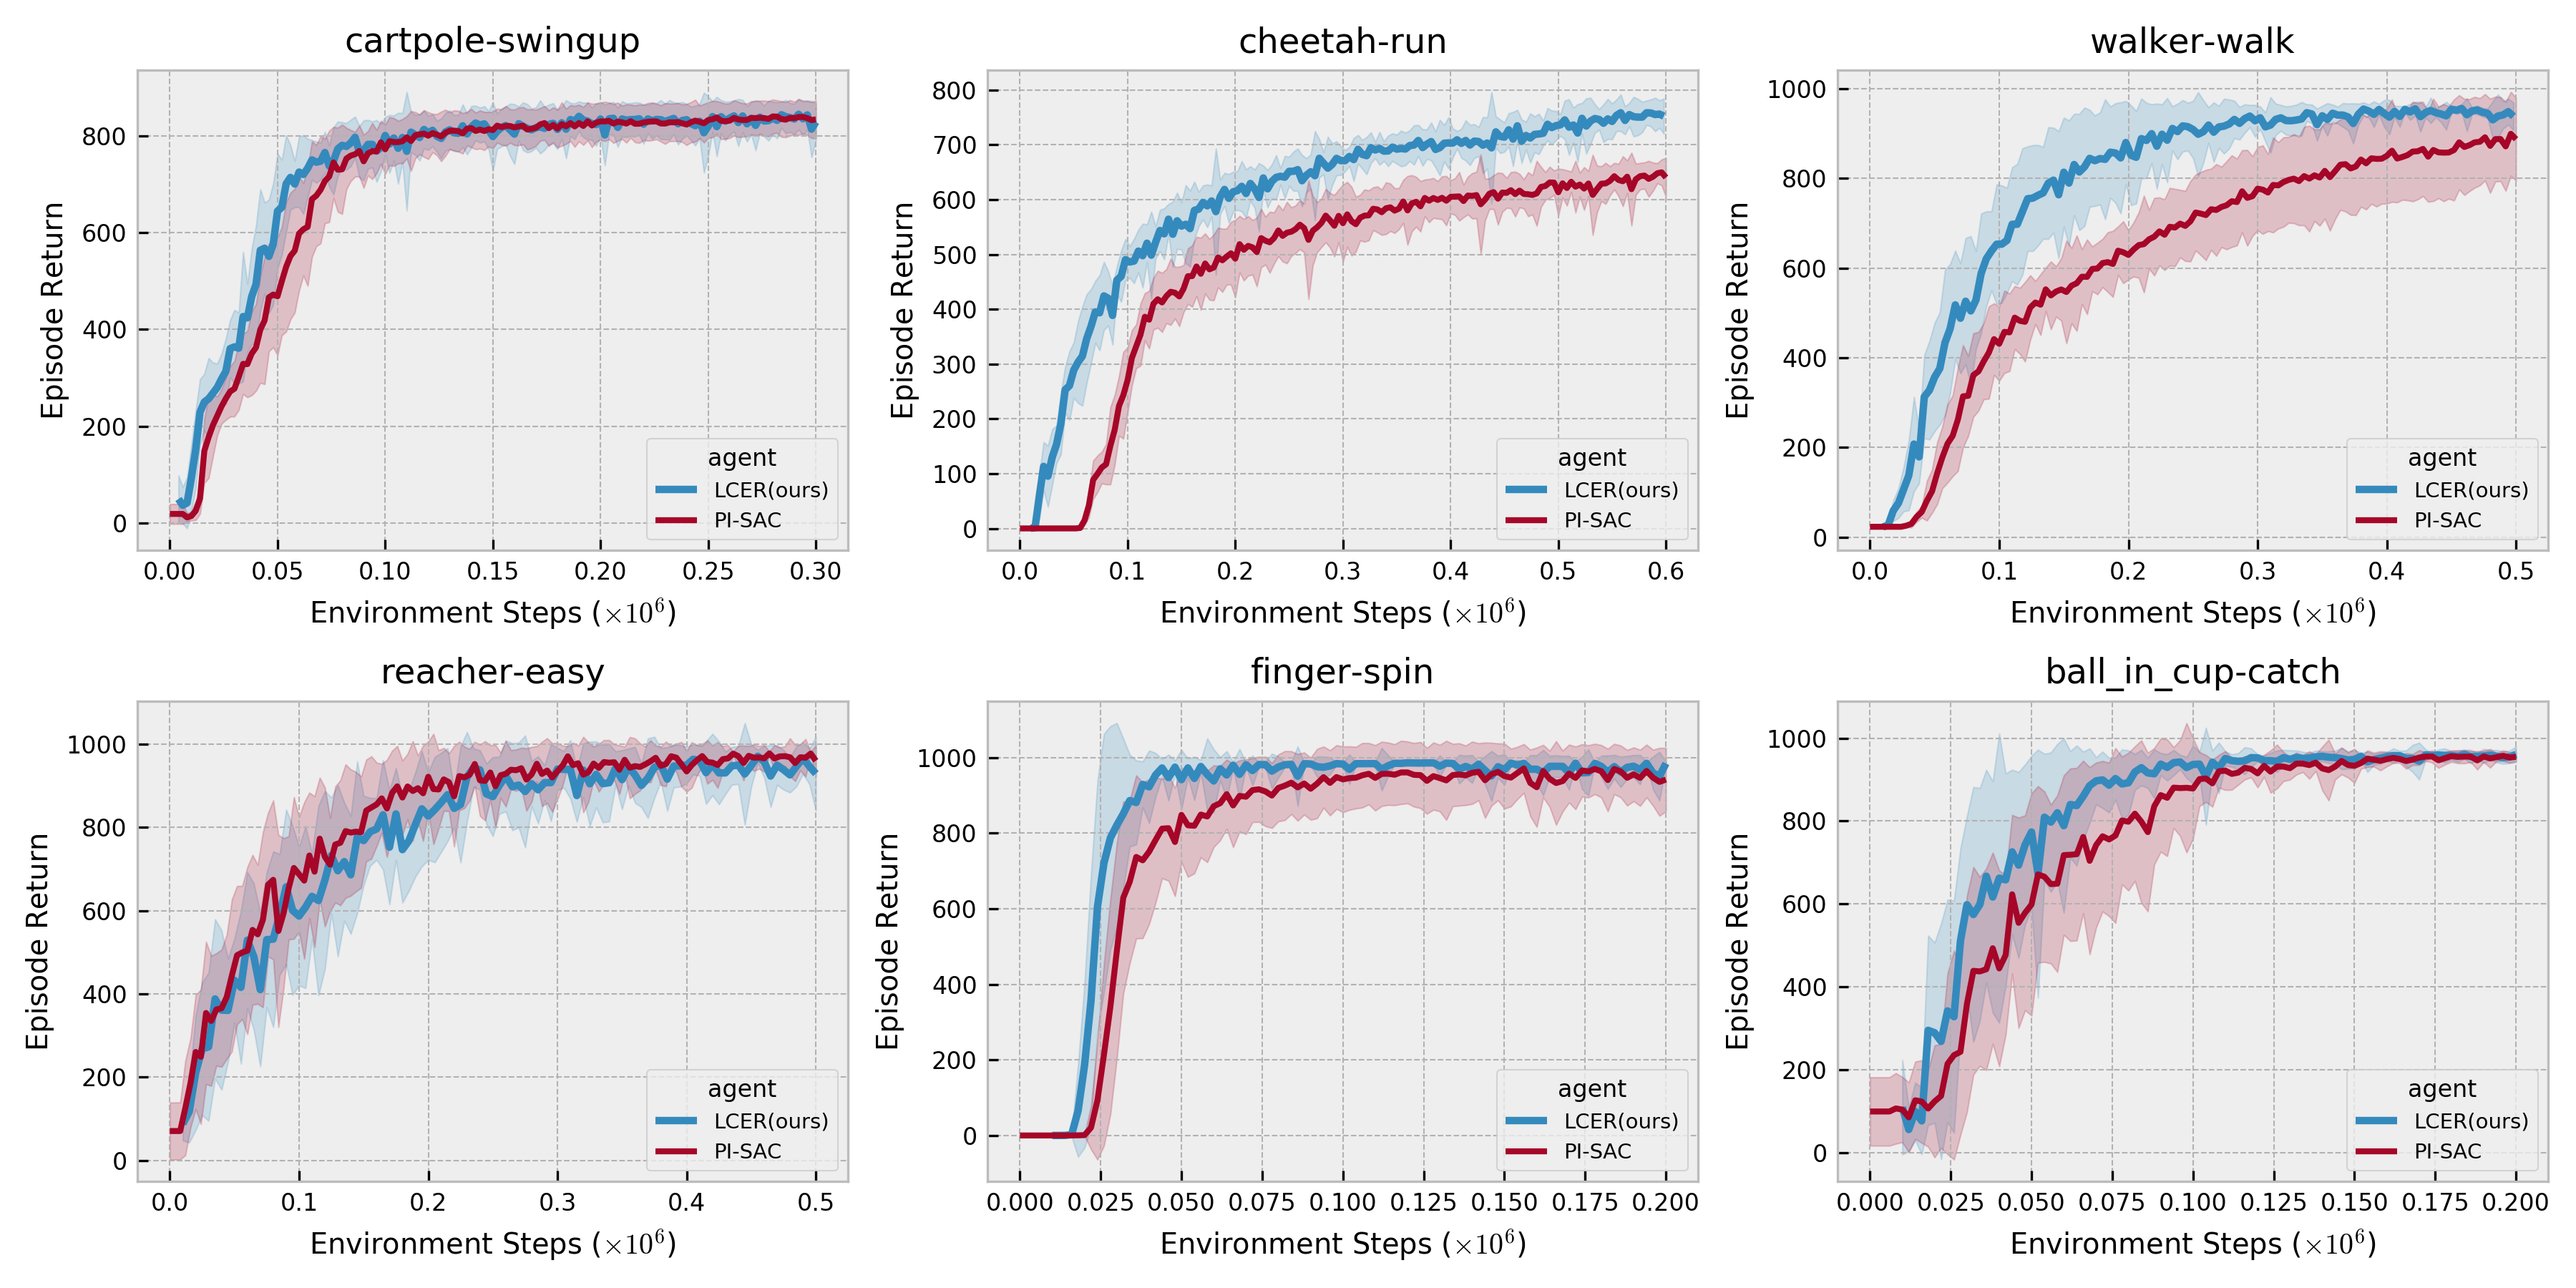 cartpole-swingup
Episode Return
800
600
400
200
0
agent
LCER(ours)
PI-SAC
0.00 0.05 0.10 0.15 0.20 0.25 0.30
Environment Steps (×10⁶)
cheetah-run
Episode Return
800
700
600
500
400
300
200
100
0
agent
LCER(ours)
PI-SAC
0.0 0.1 0.2 0.3 0.4 0.5 0.6
Environment Steps (×10⁶)
walker-walk
Episode Return
1000
800
600
400
200
0
agent
LCER(ours)
PI-SAC
0.0 0.1 0.2 0.3 0.4 0.5
Environment Steps (×10⁶)
reacher-easy
Episode Return
1000
800
600
400
200
0
agent
LCER(ours)
PI-SAC
0.0 0.1 0.2 0.3 0.4 0.5
Environment Steps (×10⁶)
finger-spin
Episode Return
1000
800
600
400
200
0
agent
LCER(ours)
PI-SAC
0.000 0.025 0.050 0.075 0.100 0.125 0.150 0.175 0.200
Environment Steps (×10⁶)
ball_in_cup-catch
Episode Return
1000
800
600
400
200
0
agent
LCER(ours)
PI-SAC
0.000 0.025 0.050 0.075 0.100 0.125 0.150 0.175 0.200
Environment Steps (×10⁶)